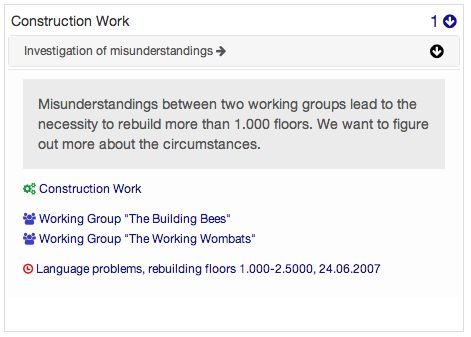 Construction Work 1
Investigation of misunderstandings
Misunderstandings between two working groups lead to the
necessity to rebuild more than 1.000 floors. We want to figure
out more about the circumstances.
Construction Work
Working Group "The Building Bees"
Working Group "The Working Wombats"
Language problems, rebuilding floors 1.000-2.5000, 24.06.2007